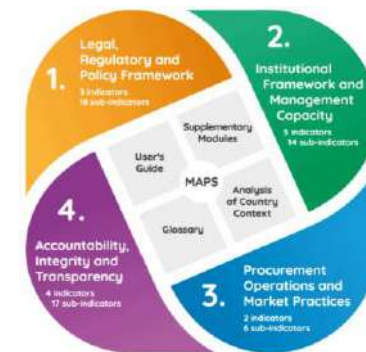 1.
Legal,
Regulatory and
Policy Framework
3 indicators
18 sub-indicators
2.
Institutional
Framework and
Management
Capacity
5 indicators
14 sub-indicators
Supplementary
Modules
User's
Guide
MAPS
Analysis
of Country
Context
Glossary
4.
Accountability,
Integrity and
Transparency
4 indicators
17 sub-indicators
3.
Procurement
Operations and
Market Practices
2 indicators
6 sub-indicators